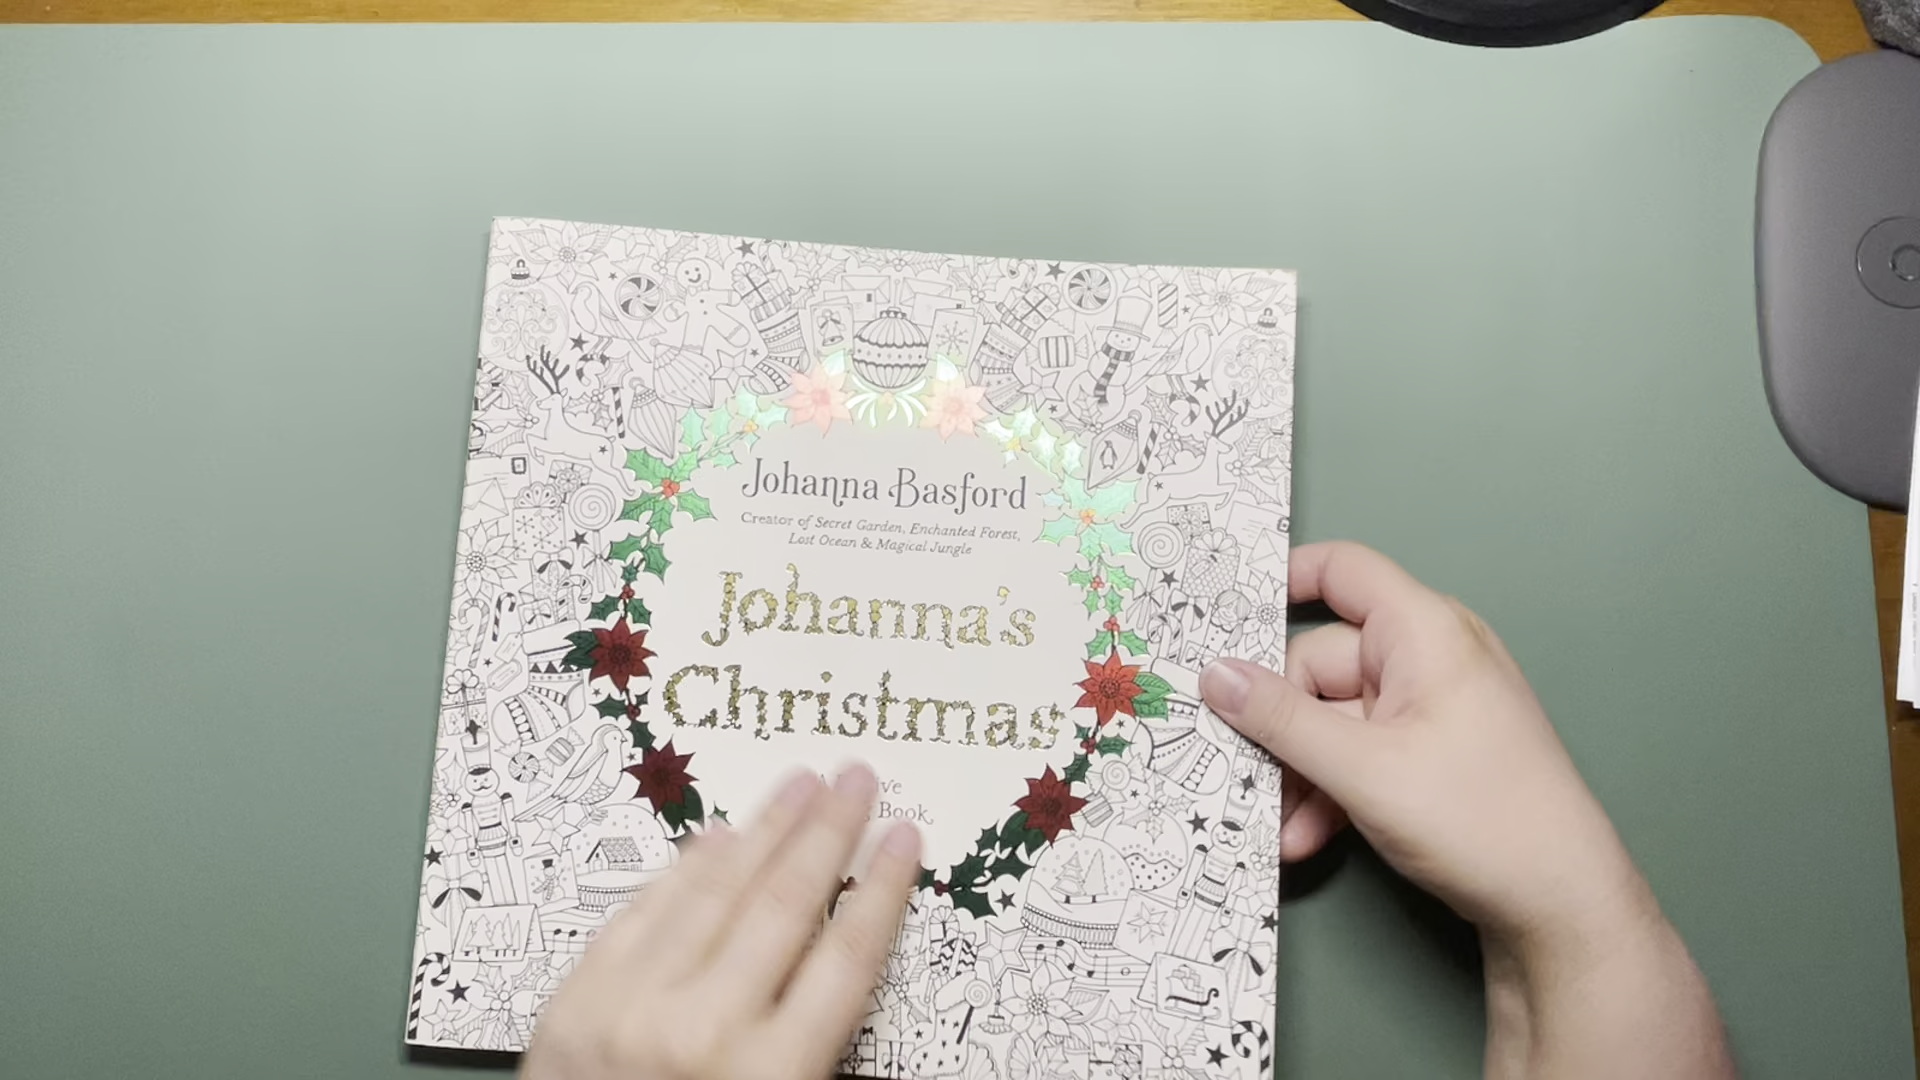 Johanna Basford
Creator of Secret Garden, Enchanted Forest,
Lost Ocean & Magical Jungle
Johanna's
Christmas
Book